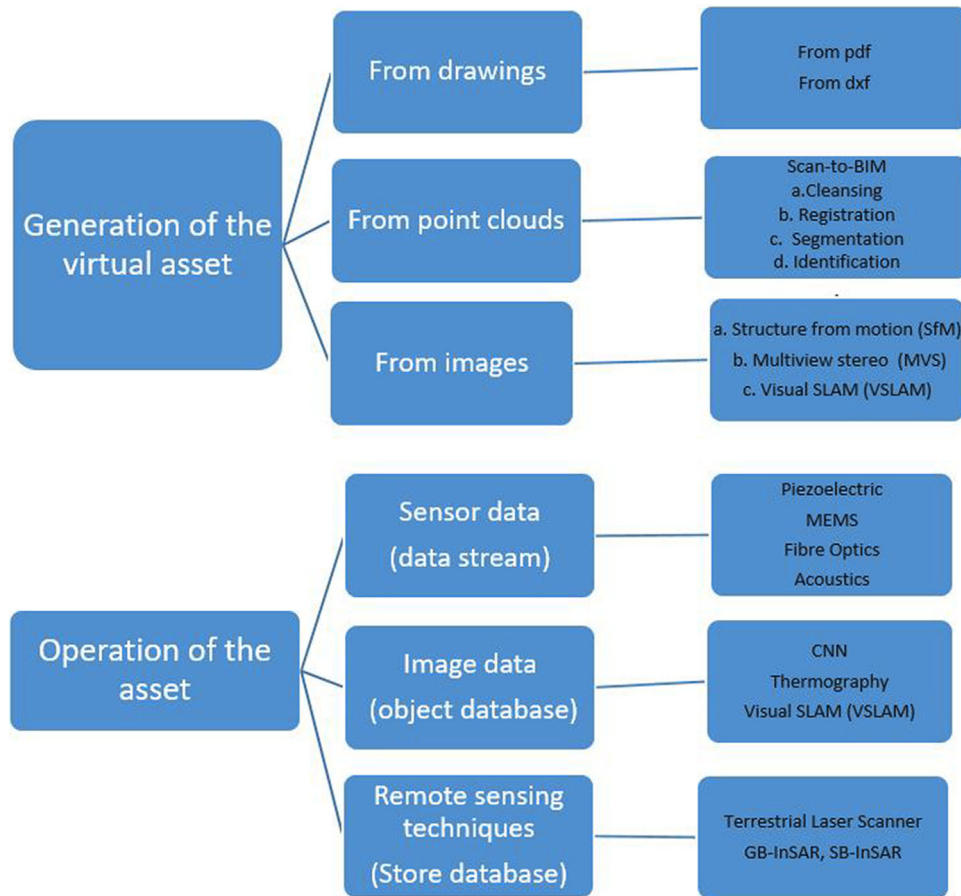 Generation of the
virtual asset
From drawings
From pdf
From dxf
From point clouds
Scan-to-BIM
a.Cleansing
b. Registration
c. Segmentation
d. Identification
From images
a. Structure from motion (SfM)
b. Multiview stereo (MVS)
c. Visual SLAM (VSLAM)
Operation of the
asset
Sensor data
(data stream)
Piezoelectric
MEMS
Fibre Optics
Acoustics
Image data
(object database)
CNN
Thermography
Visual SLAM (VSLAM)
Remote sensing
techniques
(Store database)
Terrestrial Laser Scanner
GB-InSAR, SB-InSAR